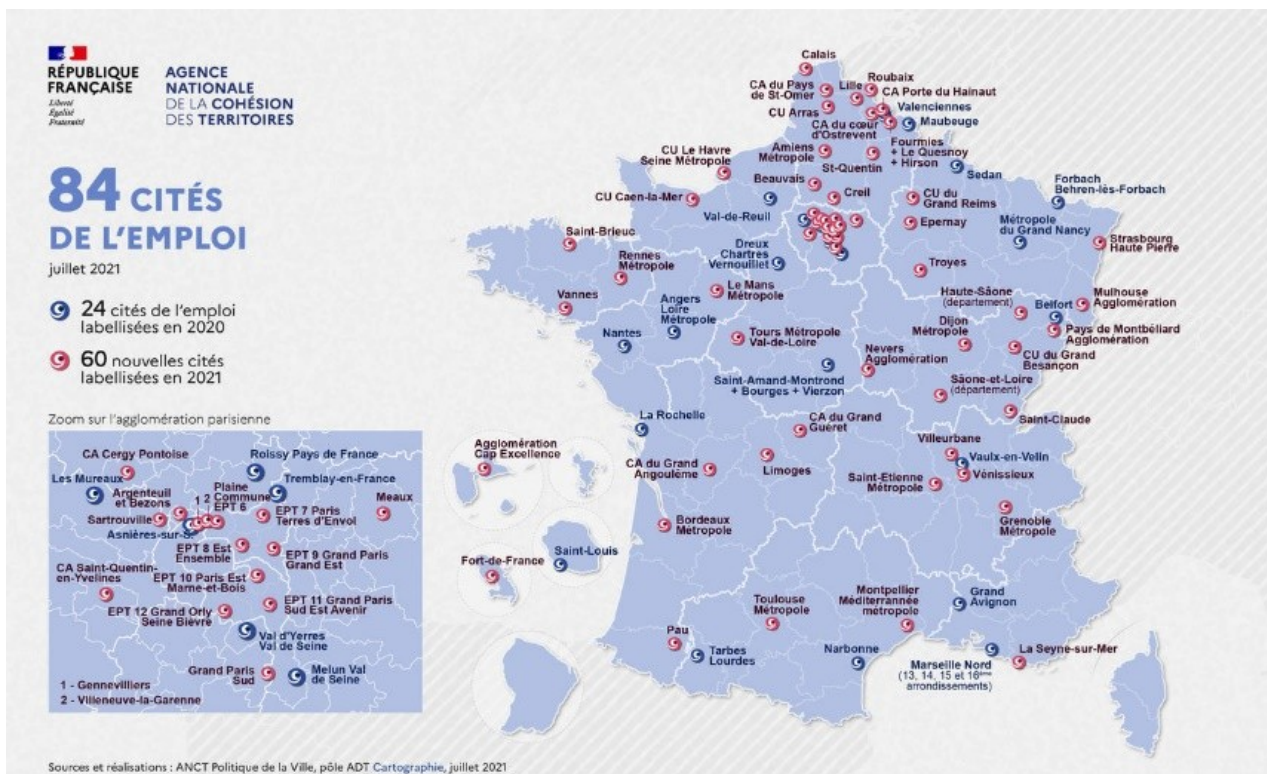 RÉPUBLIQUE
FRANÇAISE
Liberté
Égalité
Fraternité
AGENCE
NATIONALE
DE LA COHÉSION
DES TERRITOIRES
84 CITÉS
DE L'EMPLOI
juillet 2021
24 cités de l'emploi
labellisées en 2020
60 nouvelles cités
labellisées en 2021
Zoom sur l'agglomération parisienne
CA Cergy Pontoise
Roissy Pays de France
Les Mureaux
Tremblay-en-France
Argenteuil
et Bezons
1
2
Plaine
Commune
EPT 6
Meaux
Sartrouville
EPT 7 Paris
Terres d'Envol
Asnières-sur-S.
EPT 8 Est
Ensemble
EPT 9 Grand Paris
Grand Est
CA Saint-Quentin-
en-Yvelines
EPT 10 Paris Est
Marne-et-Bois
EPT 11 Grand Paris
Sud Est Avenir
EPT 12 Grand Orly
Seine Bièvre
Val d'Yerres
Val de Seine
Grand Paris
Sud
Melun Val
de Seine
1 - Gennevilliers
2 - Villeneuve-la-Garenne
Calais
CA du Pays
de St-Omer
Lille
Roubaix
CA Porte du Hainaut
Valenciennes
CU Arras
Maubeuge
CA du cœur
d'Ostrevent
Fourmies
+ Le Quesnoy
+ Hirson
Amiens
Métropole
St-Quentin
CU Le Havre
Seine Métropole
Sedan
Beauvais
Creil
Forbach
Behren-lès-Forbach
CU Caen-la-Mer
Val-de-Reuil
CU du
Grand Reims
Epernay
Métropole
du Grand Nancy
Strasbourg
Haute Pierre
Saint-Brieuc
Dreux
Chartres
Vernouillet
Rennes
Métropole
Troyes
Le Mans
Métropole
Haute-Sâone
(département)
Belfort
Mulhouse
Agglomération
Vannes
Angers
Loire
Métropole
Nantes
Tours Métropole
Val-de-Loire
Dijon
Métropole
Pays de Montbéliard
Agglomération
Nevers
Agglomération
CU du Grand
Besançon
Saint-Amand-Montrond
+ Bourges + Vierzon
Sâone-et-Loire
(département)
Saint-Claude
La Rochelle
CA du Grand
Guéret
Villeurbane
Agglomération
Cap Excellence
Vaulx-en-Velin
CA du Grand
Angoulême
Limoges
Saint-Etienne
Métropole
Vénissieux
Bordeaux
Métropole
Grenoble
Métropole
Saint-Louis
Fort-de-France
Toulouse
Métropole
Montpellier
Méditerrannée
métropole
Grand
Avignon
Pau
Tarbes
Lourdes
Narbonne
La Seyne-sur-Mer
Marseille Nord
(13, 14, 15 et 16ème
arrondissements)
Sources et réalisations : ANCT Politique de la Ville, pôle ADT Cartographie, juillet 2021